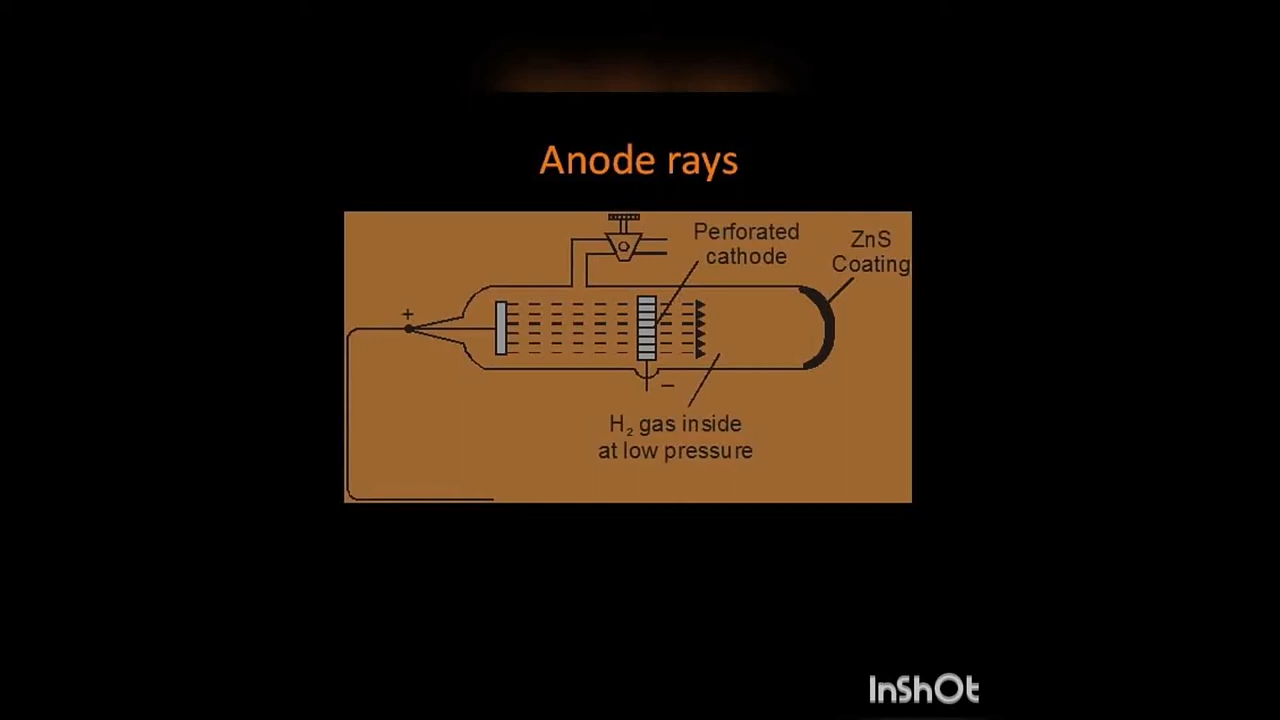 Anode rays
Perforated
cathode
ZnS
Coating
+
−
H₂ gas inside
at low pressure
InShOt